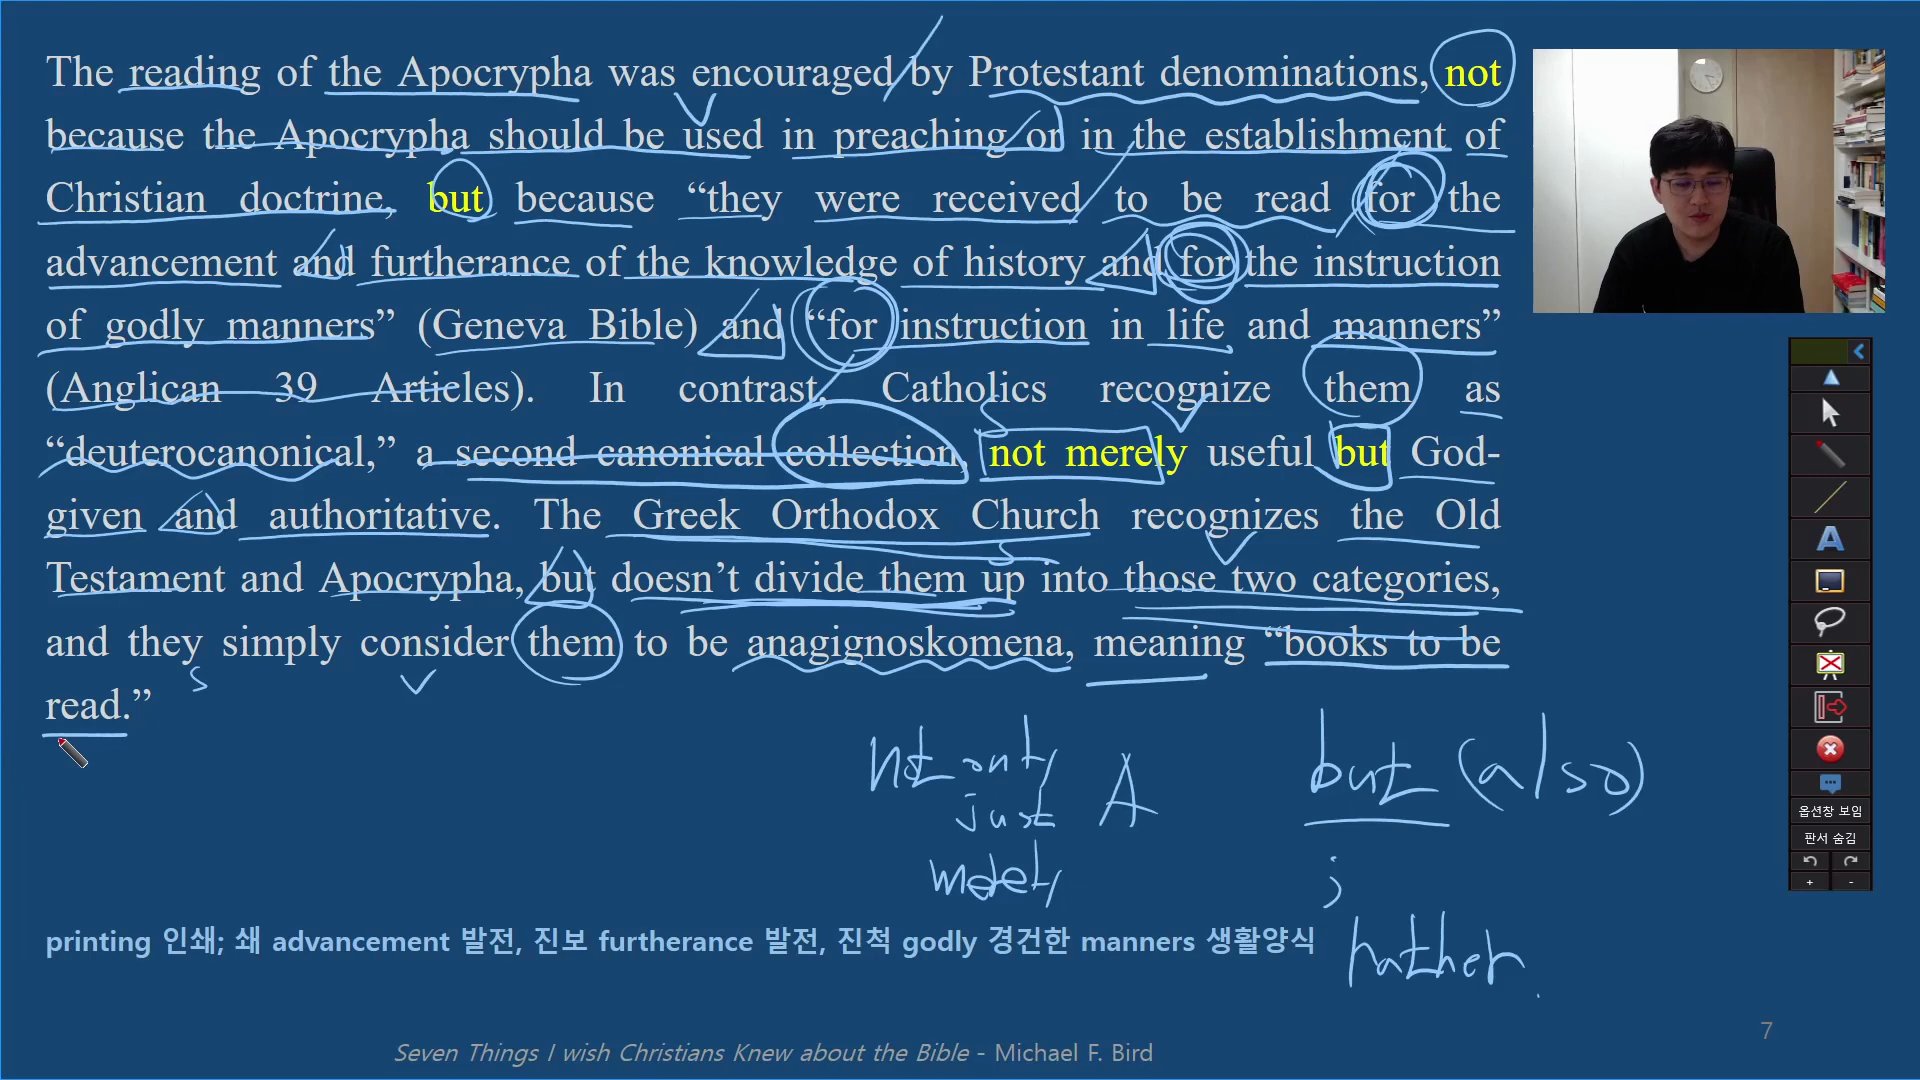 The reading of the Apocrypha was encouraged by Protestant denominations, not
because the Apocrypha should be used in preaching or in the establishment of
Christian doctrine, but because “they were received to be read for the
advancement and furtherance of the knowledge of history and for the instruction
of godly manners” (Geneva Bible) and “for instruction in life and manners”
(Anglican 39 Articles). In contrast, Catholics recognize them as
“deuterocanonical,” a second canonical collection, not merely useful but God-
given and authoritative. The Greek Orthodox Church recognizes the Old
Testament and Apocrypha, but doesn’t divide them up into those two categories,
and they simply consider them to be anagignoskomena, meaning “books to be
read.”
s
not only A but (also)
just
merely ;
rather
printing 인쇄; 쇄 advancement 발전, 진보 furtherance 발전, 진척 godly 경건한 manners 생활양식
Seven Things I wish Christians Knew about the Bible - Michael F. Bird
7
A
옵션창 보임
판서 숨김
+ -